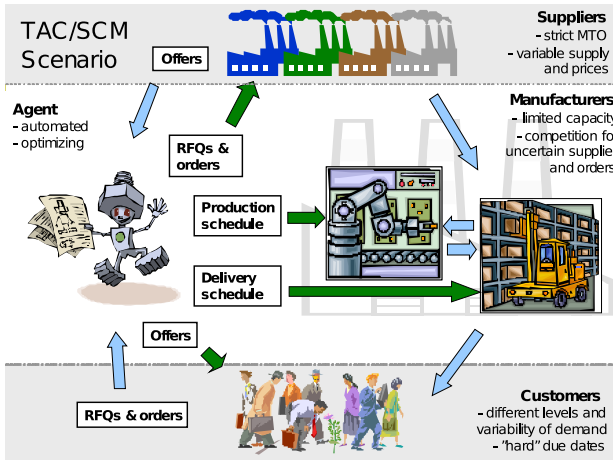 TAC/SCM
Scenario
Offers
Suppliers
- strict MTO
- variable supply
and prices
Agent
- automated
- optimizing
RFQs &
orders
Manufacturers
- limited capacity
- competition fo
uncertain supplie
and orders
Production
schedule
Delivery
schedule
Offers
RFQs & orders
Customers
- different levels and
variability of demand
- "hard" due dates